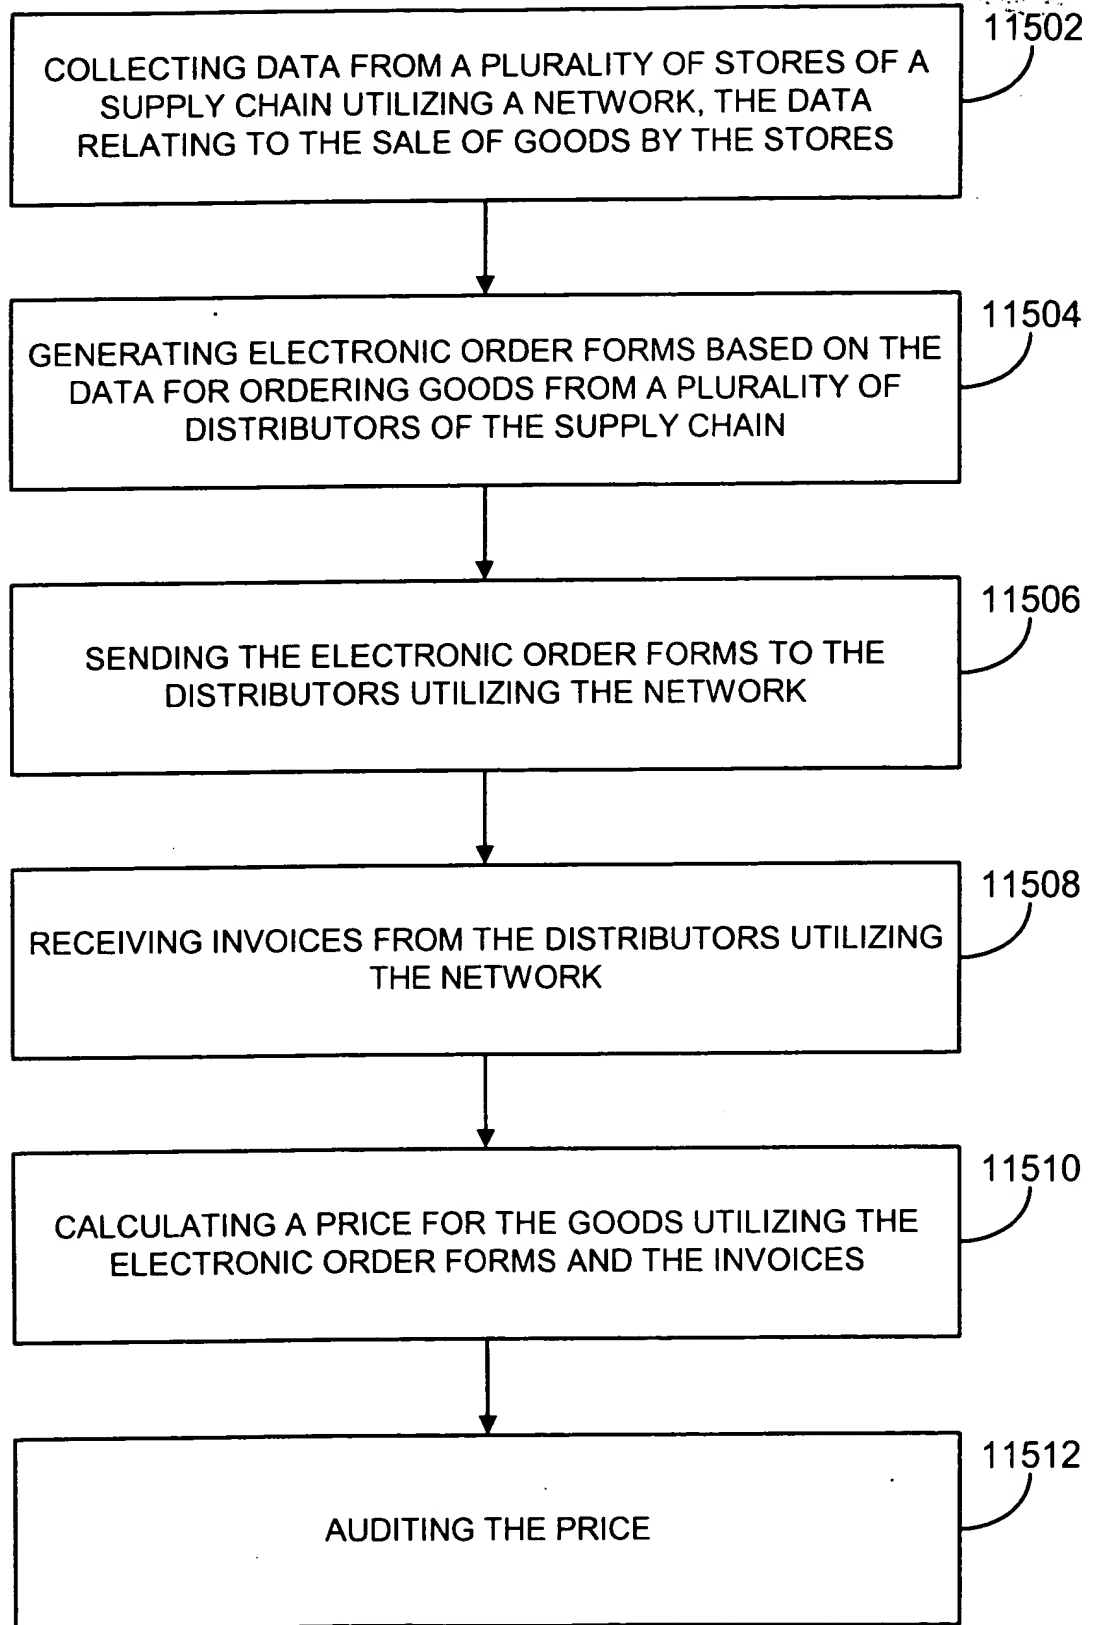 11502
COLLECTING DATA FROM A PLURALITY OF STORES OF A
SUPPLY CHAIN UTILIZING A NETWORK, THE DATA
RELATING TO THE SALE OF GOODS BY THE STORES
11504
GENERATING ELECTRONIC ORDER FORMS BASED ON THE
DATA FOR ORDERING GOODS FROM A PLURALITY OF
DISTRIBUTORS OF THE SUPPLY CHAIN
11506
SENDING THE ELECTRONIC ORDER FORMS TO THE
DISTRIBUTORS UTILIZING THE NETWORK
11508
RECEIVING INVOICES FROM THE DISTRIBUTORS UTILIZING
THE NETWORK
11510
CALCULATING A PRICE FOR THE GOODS UTILIZING THE
ELECTRONIC ORDER FORMS AND THE INVOICES
11512
AUDITING THE PRICE